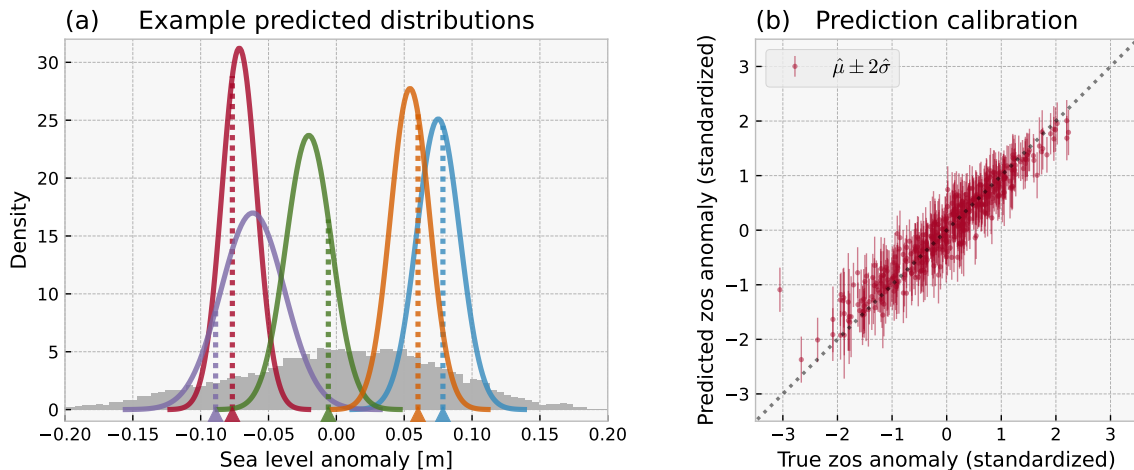 (a) Example predicted distributions
Density
30
25
20
15
10
5
0
−0.20 −0.15 −0.10 −0.05 0.00 0.05 0.10 0.15 0.20
Sea level anomaly [m]
(b) Prediction calibration
Predicted zos anomaly (standardized)
μ̂ ± 2σ̂
3
2
1
0
−1
−2
−3
−3 −2 −1 0 1 2 3
True zos anomaly (standardized)